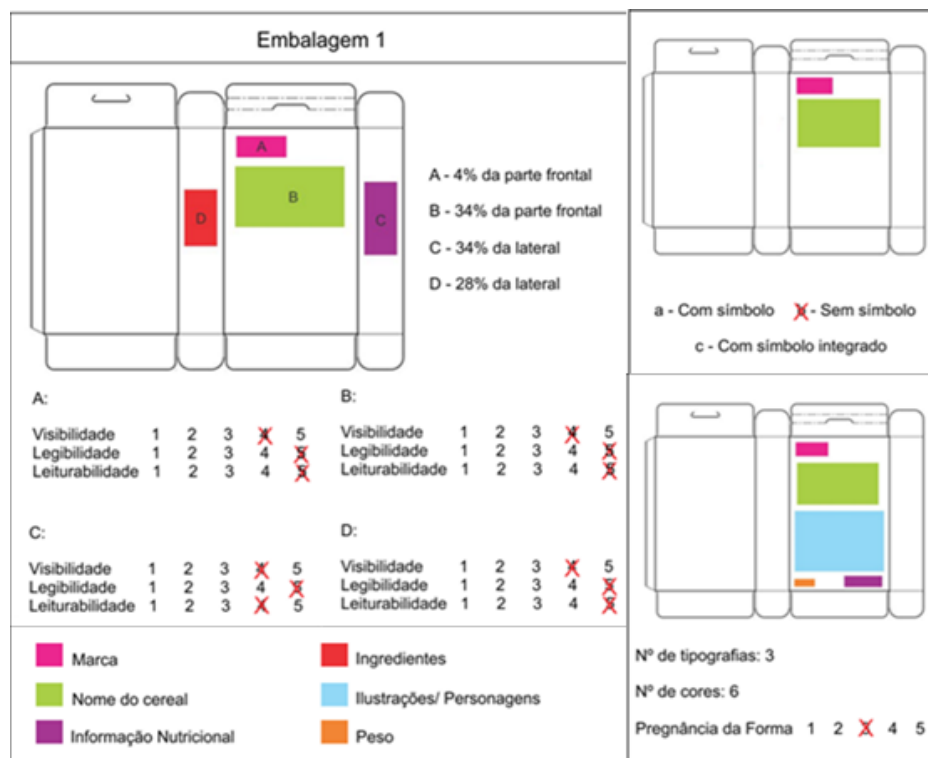 Embalagem 1
A
B
C
D
A - 4% da parte frontal
B - 34% da parte frontal
C - 34% da lateral
D - 28% da lateral
A:
Visibilidade 1 2 3 4 5
Legibilidade 1 2 3 4 5
Leiturabilidade 1 2 3 4 5
B:
Visibilidade 1 2 3 4 5
Legibilidade 1 2 3 4 5
Leiturabilidade 1 2 3 4 5
C:
Visibilidade 1 2 3 4 5
Legibilidade 1 2 3 4 5
Leiturabilidade 1 2 3 4 5
D:
Visibilidade 1 2 3 4 5
Legibilidade 1 2 3 4 5
Leiturabilidade 1 2 3 4 5
Marca
Nome do cereal
Informação Nutricional
Ingredientes
Ilustrações/ Personagens
Peso
a - Com símbolo b - Sem símbolo
c - Com símbolo integrado
Nº de tipografias: 3
Nº de cores: 6
Pregnância da Forma 1 2 3 4 5